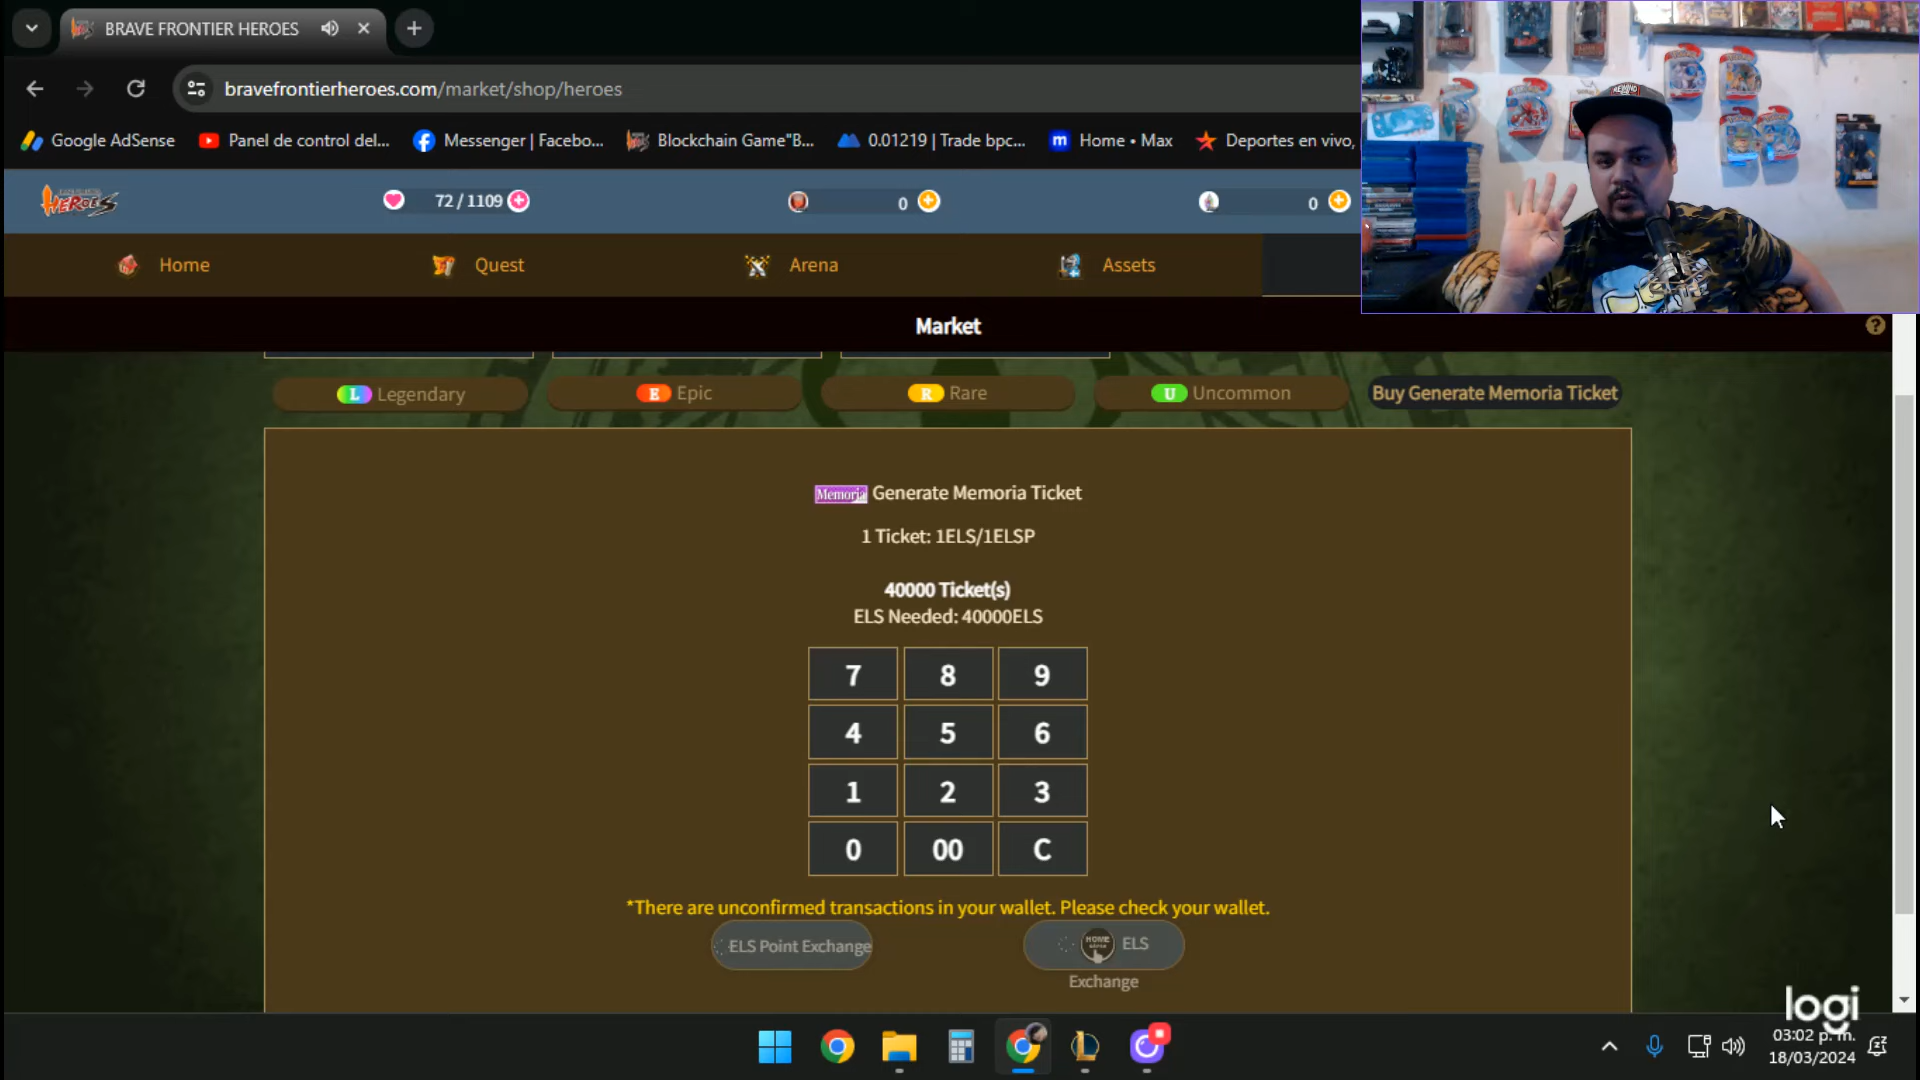 BRAVE FRONTIER HEROES
bravefrontierheroes.com/market/shop/heroes
Google AdSense
Panel de control del...
Messenger | Facebo...
Blockchain Game"B...
0.01219 | Trade bpc...
m Home • Max
Deportes en vivo,
REWIND
HEROES
72 / 1109
0
0
Home
Quest
Arena
Assets
Market
?
L Legendary
E Epic
R Rare
U Uncommon
Buy Generate Memoria Ticket
Memoria Generate Memoria Ticket
1 Ticket: 1ELS/1ELSP
40000 Ticket(s)
ELS Needed: 40000ELS
7 8 9
4 5 6
1 2 3
0 00 C
*There are unconfirmed transactions in your wallet. Please check your wallet.
ELS Point Exchange
HOME
ELS
Exchange
logi
03:02 p. m.
18/03/2024